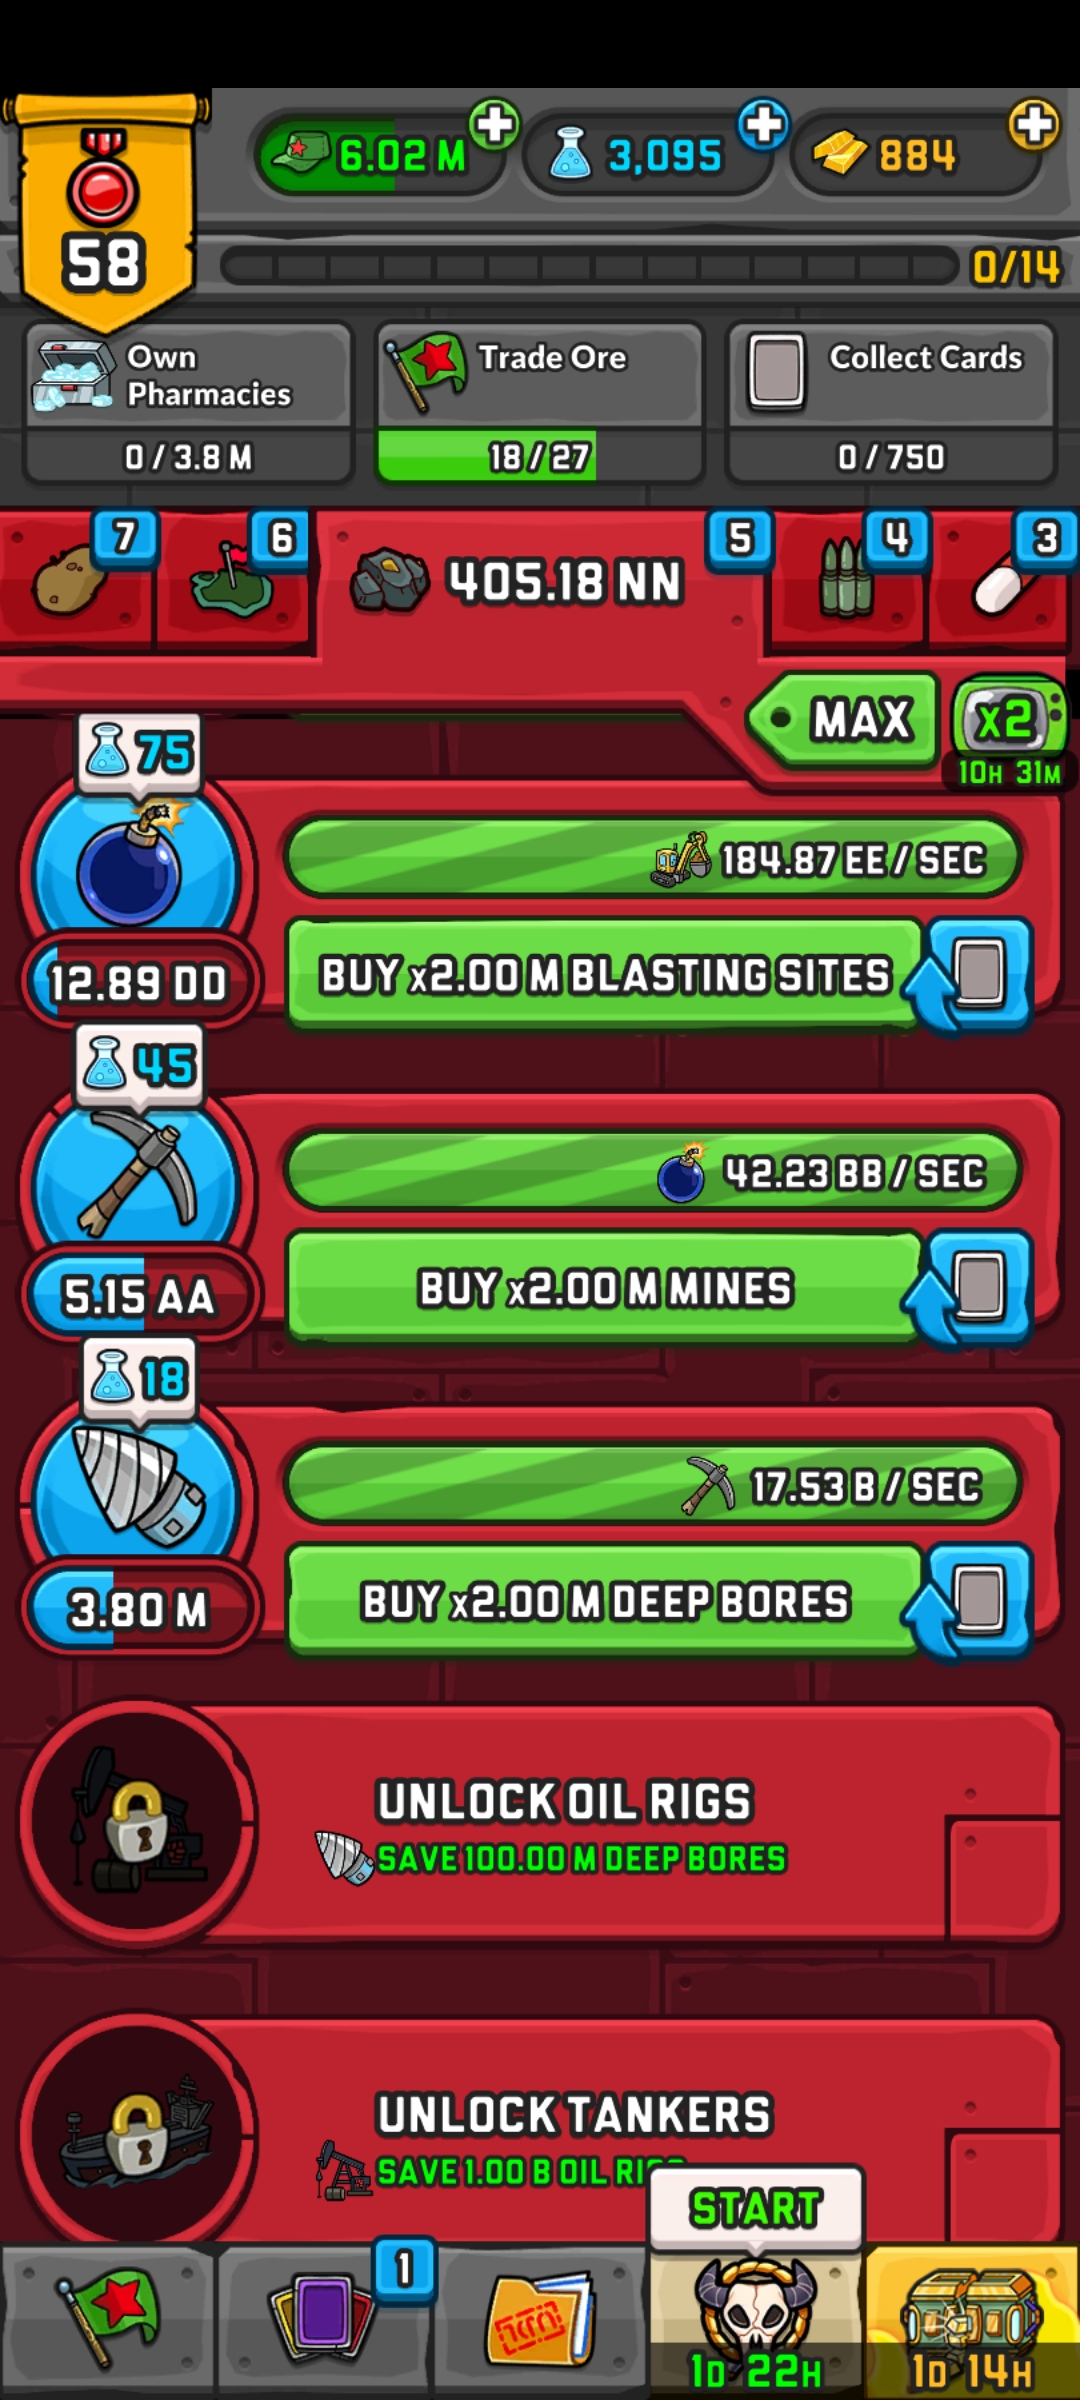 6.02 M
3,095
884
58
0/14
Own
Pharmacies
0 / 3.8 M
Trade Ore
18 / 27
Collect Cards
0 / 750
7
6
405.18 NN
5
4
3
MAX
x2
10H 31M
75
184.87 EE / SEC
12.89 DD
BUY x2.00 M BLASTING SITES
45
42.23 BB / SEC
5.15 AA
BUY x2.00 M MINES
18
17.53 B / SEC
3.80 M
BUY x2.00 M DEEP BORES
UNLOCK OIL RIGS
SAVE 100.00 M DEEP BORES
UNLOCK TANKERS
SAVE 1.00 B OIL
START
1
1D 22H
1D 14H